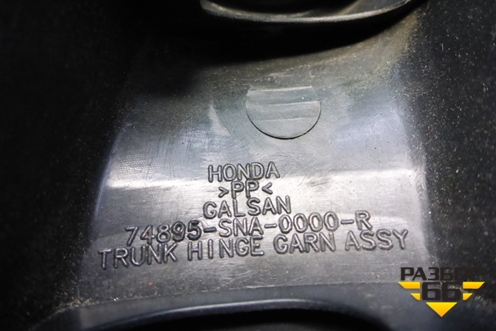 HONDA
>PP<
CALSAN
74895-SNA-0000-R
TRUNK HINGE GARN ASSY
РАЗБОР
66